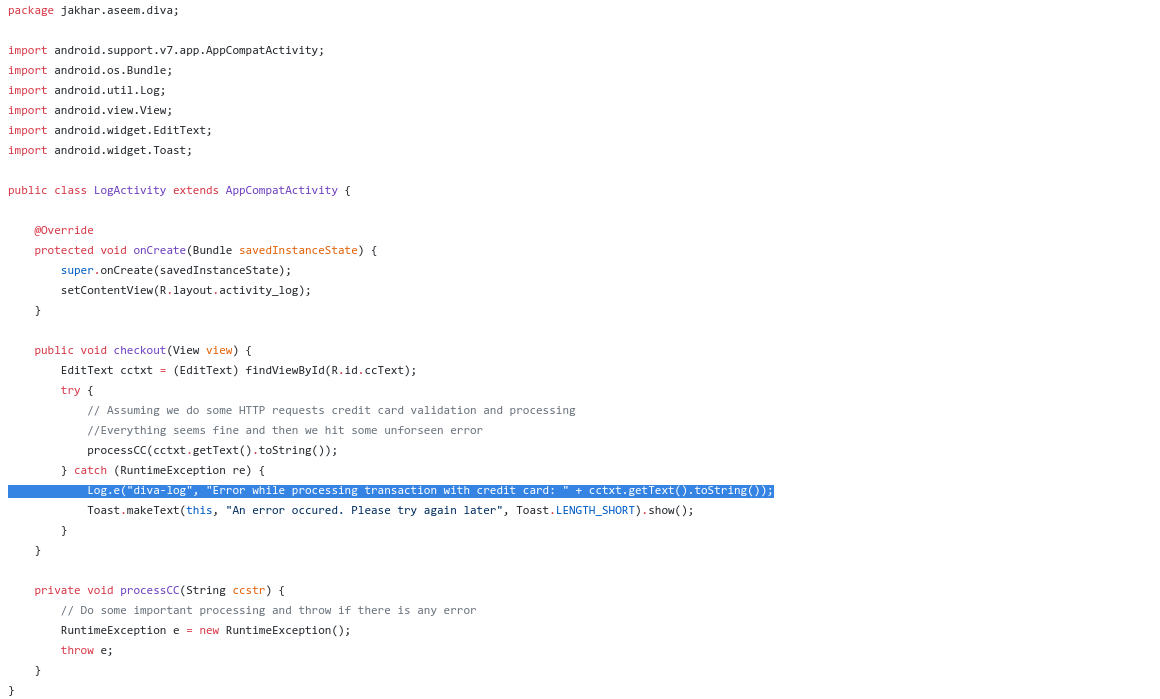 package jakhar.aseem.diva;

import android.support.v7.app.AppCompatActivity;
import android.os.Bundle;
import android.util.Log;
import android.view.View;
import android.widget.EditText;
import android.widget.Toast;

public class LogActivity extends AppCompatActivity {

    @Override
    protected void onCreate(Bundle savedInstanceState) {
        super.onCreate(savedInstanceState);
        setContentView(R.layout.activity_log);
    }

    public void checkout(View view) {
        EditText cctxt = (EditText) findViewById(R.id.ccText);
        try {
            // Assuming we do some HTTP requests credit card validation and processing
            //Everything seems fine and then we hit some unforseen error
            processCC(cctxt.getText().toString());
        } catch (RuntimeException re) {
            Log.e("diva-log", "Error while processing transaction with credit card: " + cctxt.getText().toString());
            Toast.makeText(this, "An error occured. Please try again later", Toast.LENGTH_SHORT).show();
        }
    }

    private void processCC(String ccstr) {
        // Do some important processing and throw if there is any error
        RuntimeException e = new RuntimeException();
        throw e;
    }
}